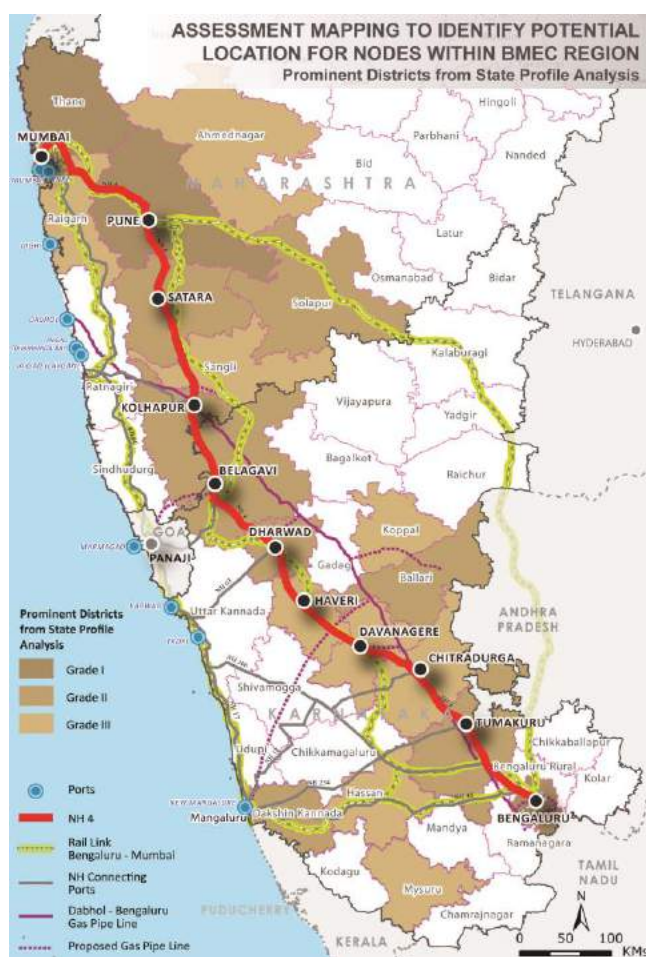 ASSESSMENT MAPPING TO IDENTIFY POTENTIAL
LOCATION FOR NODES WITHIN BMEC REGION
Prominent Districts from State Profile Analysis
Hingoli
Thane
Parbhani
Nanded
Ahmednagar
MUMBAI
Bid
MAHARASHTRA
Raigarh
PUNE
Latur
Osmanabad
Bidar
SATARA
Solapur
TELANGANA
HYDERABAD
Kalaburagi
Sangli
Ratnagiri
KOLHAPUR
Vijayapura
Yadgir
Sindhudurg
BELAGAVI
Bagalkot
Raichur
DHARWAD
Koppal
GOA
PANAJI
Gadag
Ballari
ANDHRA
PRADESH
Uttar Kannada
HAVERI
DAVANAGERE
CHITRADURGA
Prominent Districts
from State Profile
Analysis
Grade I
Grade II
Grade III
Shivamogga
KARNATAKA
TUMAKURU
Udupi
Chikkamagaluru
Chikkaballapur
Bengaluru Rural
Kolar
Hassan
NEW MANGALORE
Mangaluru
Dakshin Kannada
BENGALURU
Mandya
Ramanagara
Ports
NH 4
Rail Link
Bengaluru - Mumbai
NH Connecting
Ports
Dabhol - Bengaluru
Gas Pipe Line
Proposed Gas Pipe Line
Kodagu
Mysuru
TAMIL
NADU
PUDUCHERRY
Chamrajnagar
KERALA
N
0 50 100
KMs